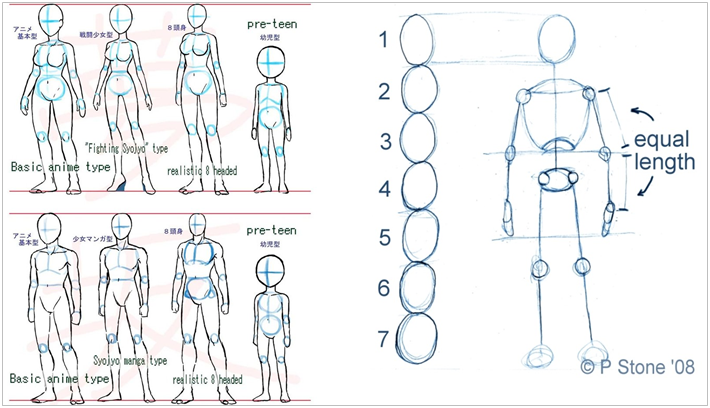 アニメ
基本型
戦闘少女型
8頭身
pre-teen
幼児型
"Fighting Syojyo" type
Basic anime type
realistic 8 headed
アニメ
基本型
少女マンガ型
8頭身
pre-teen
幼児型
Syojyo manga type
Basic anime type
realistic 8 headed
1
2
3
4
5
6
7
equal
length
© P Stone '08